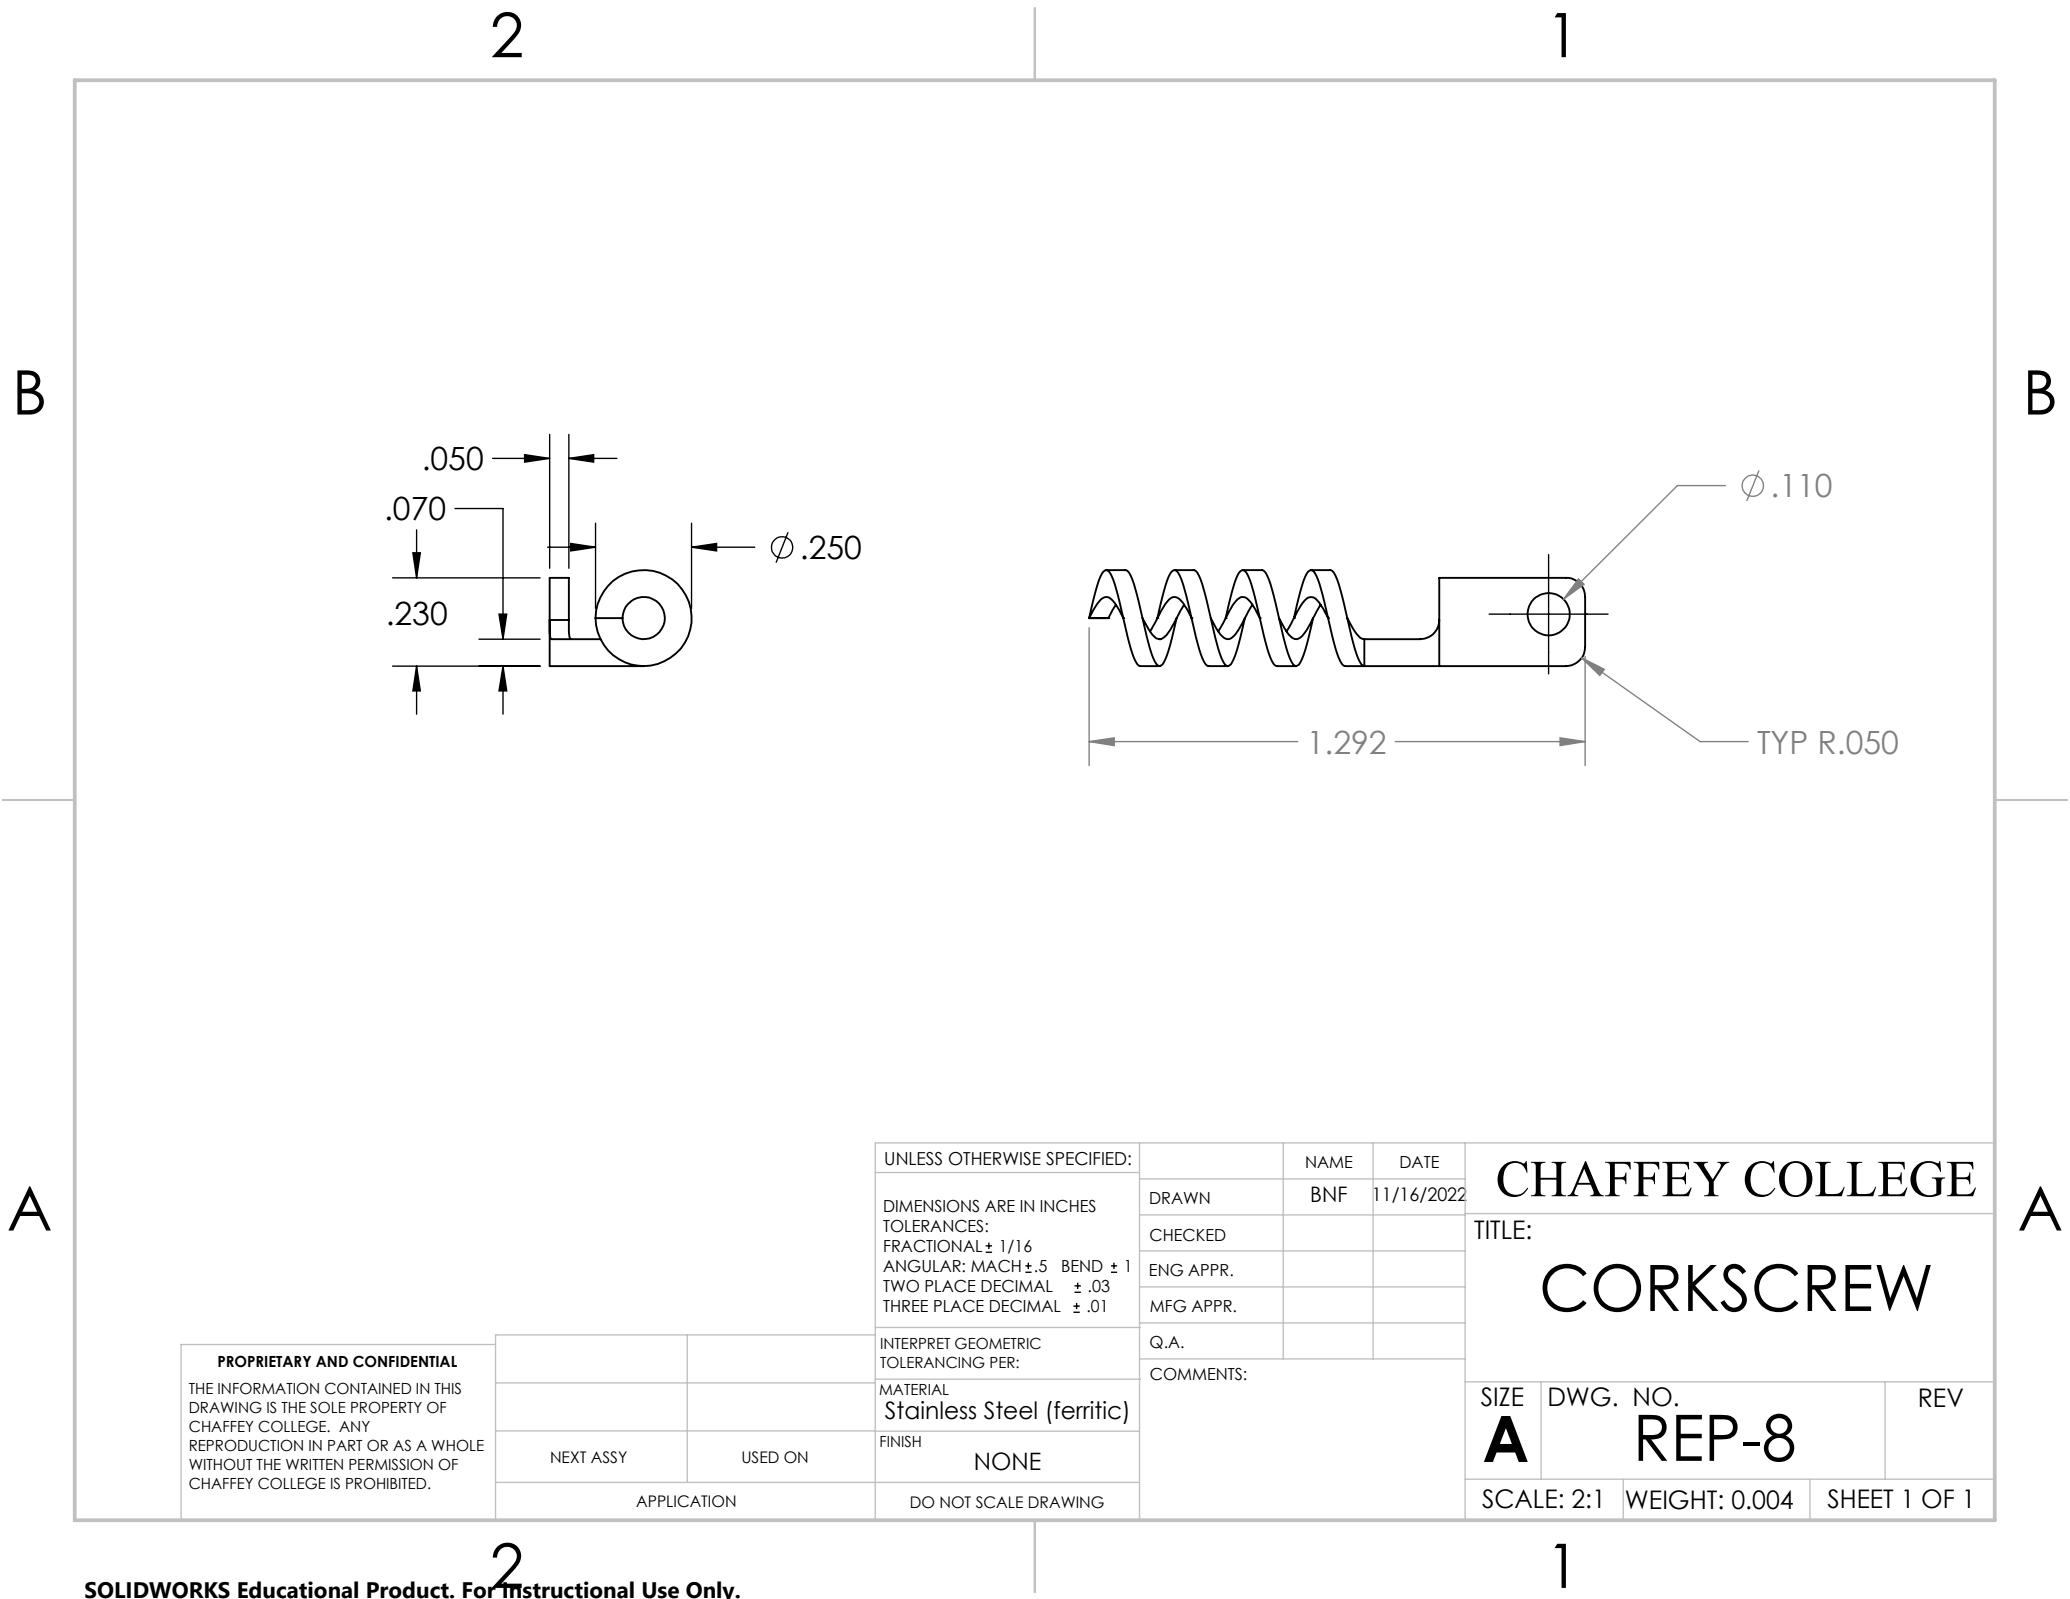 2
1
B
B
.050
.070
⌀.250
.230
⌀.110
1.292
TYP R.050
A
A
UNLESS OTHERWISE SPECIFIED:
DIMENSIONS ARE IN INCHES
TOLERANCES:
FRACTIONAL± 1/16
ANGULAR: MACH±.5 BEND ± 1
TWO PLACE DECIMAL ± .03
THREE PLACE DECIMAL ± .01
INTERPRET GEOMETRIC
TOLERANCING PER:
MATERIAL
Stainless Steel (ferritic)
FINISH
NONE
DO NOT SCALE DRAWING
NAME
DATE
DRAWN
BNF
11/16/2022
CHECKED
ENG APPR.
MFG APPR.
Q.A.
COMMENTS:
CHAFFEY COLLEGE
TITLE:
CORKSCREW
SIZE
A
DWG. NO.
REP-8
REV
SCALE: 2:1
WEIGHT: 0.004
SHEET 1 OF 1
PROPRIETARY AND CONFIDENTIAL
THE INFORMATION CONTAINED IN THIS
DRAWING IS THE SOLE PROPERTY OF
CHAFFEY COLLEGE. ANY
REPRODUCTION IN PART OR AS A WHOLE
WITHOUT THE WRITTEN PERMISSION OF
CHAFFEY COLLEGE IS PROHIBITED.
NEXT ASSY
USED ON
APPLICATION
2
1
SOLIDWORKS Educational Product. For Instructional Use Only.